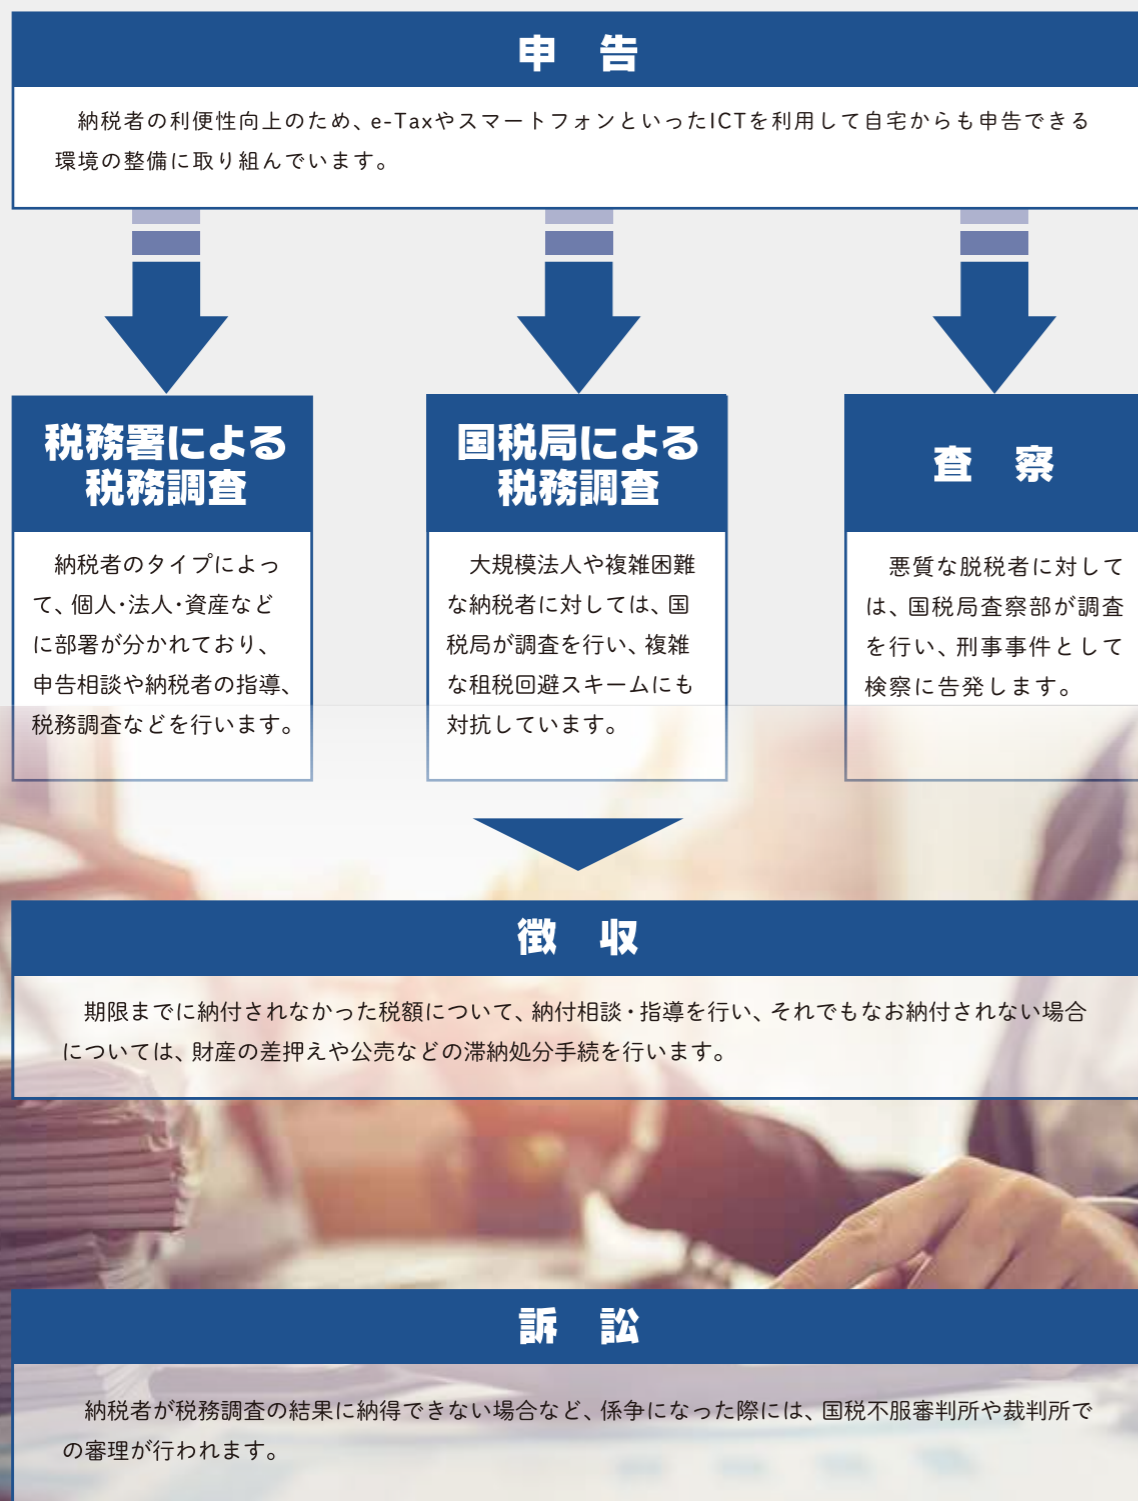 申 告
納税者の利便性向上のため、e-TaxやスマートフォンといったICTを利用して自宅からも申告できる
環境の整備に取り組んでいます。
税務署による
税務調査
納税者のタイプによっ
て、個人・法人・資産など
に部署が分かれており、
申告相談や納税者の指導、
税務調査などを行います。
国税局による
税務調査
大規模法人や複雑困難
な納税者に対しては、国
税局が調査を行い、複雑
な租税回避スキームにも
対抗しています。
査 察
悪質な脱税者に対して
は、国税局査察部が調査
を行い、刑事事件として
検察に告発します。
徴 収
期限までに納付されなかった税額について、納付相談・指導を行い、それでもなお納付されない場合
については、財産の差押えや公売などの滞納処分手続を行います。
訴 訟
納税者が税務調査の結果に納得できない場合など、係争になった際には、国税不服審判所や裁判所で
の審理が行われます。